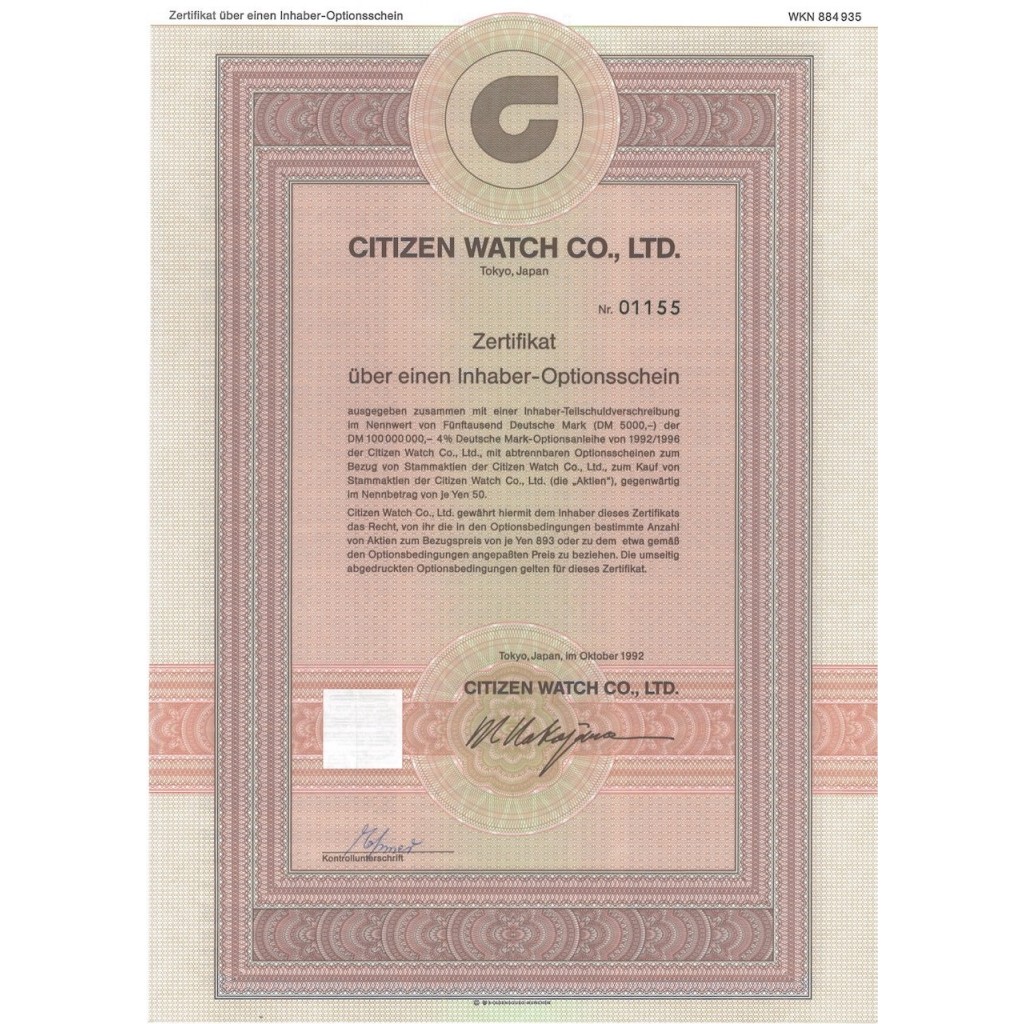 Zertifikat über einen Inhaber-Optionsschein
WKN 884 935
CITIZEN WATCH CO., LTD.
Tokyo, Japan
Nr. 01155
Zertifikat
über einen Inhaber-Optionsschein
ausgegeben zusammen mit einer Inhaber-Teilschuldverschreibung
im Nennwert von Fünftausend Deutsche Mark (DM 5000,–) der
DM 100 000 000,– 4% Deutsche Mark-Optionsanleihe von 1992/1996
der Citizen Watch Co., Ltd., mit abtrennbaren Optionsscheinen zum
Bezug von Stammaktien der Citizen Watch Co., Ltd., zum Kauf von
Stammaktien der Citizen Watch Co., Ltd. (die „Aktien"), gegenwärtig
im Nennbetrag von je Yen 50.
Citizen Watch Co., Ltd. gewährt hiermit dem Inhaber dieses Zertifikats
das Recht, von ihr die in den Optionsbedingungen bestimmte Anzahl
von Aktien zum Bezugspreis von je Yen 893 oder zu dem etwa gemäß
den Optionsbedingungen angepaßten Preis zu beziehen. Die umseitig
abgedruckten Optionsbedingungen gelten für dieses Zertifikat.
Tokyo, Japan, im Oktober 1992
CITIZEN WATCH CO., LTD.
Kontrollunterschrift